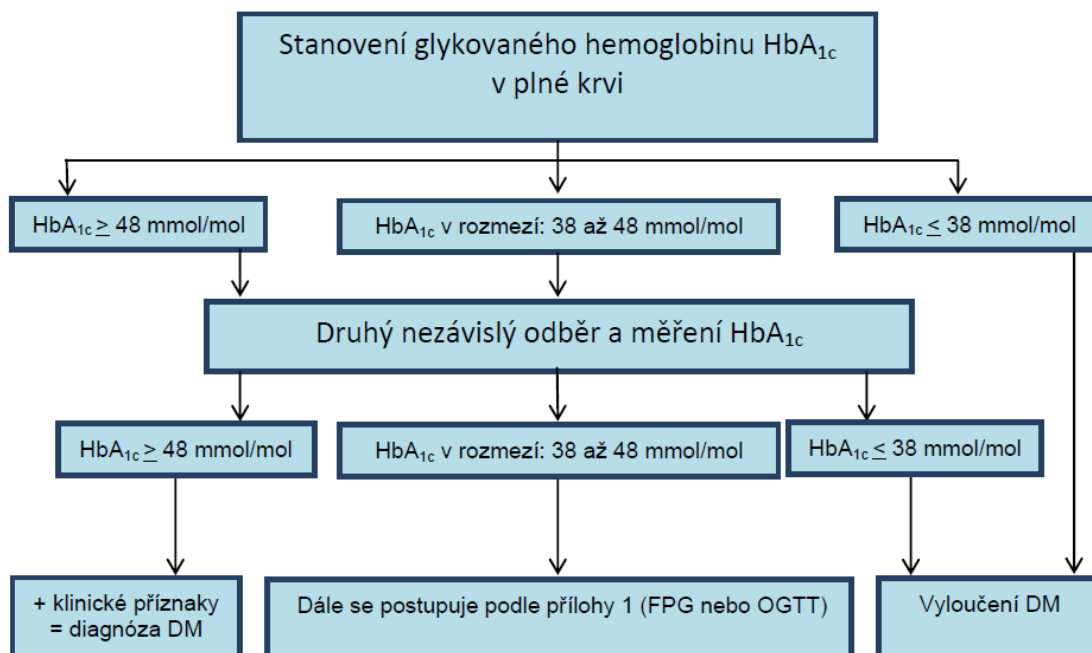 Stanovení glykovaného hemoglobinu HbA1c
v plné krvi
HbA1c ≥ 48 mmol/mol
HbA1c v rozmezí: 38 až 48 mmol/mol
HbA1c ≤ 38 mmol/mol
Druhý nezávislý odběr a měření HbA1c
HbA1c ≥ 48 mmol/mol
HbA1c v rozmezí: 38 až 48 mmol/mol
HbA1c ≤ 38 mmol/mol
+ klinické příznaky
= diagnóza DM
Dále se postupuje podle přílohy 1 (FPG nebo OGTT)
Vyloučení DM